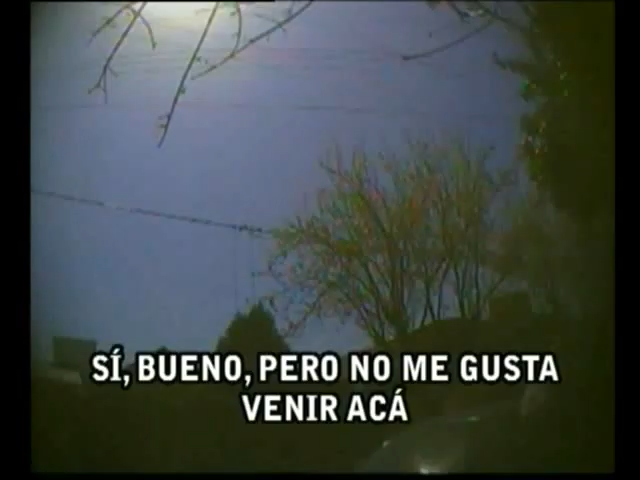 SÍ, BUENO, PERO NO ME GUSTA
VENIR ACÁ